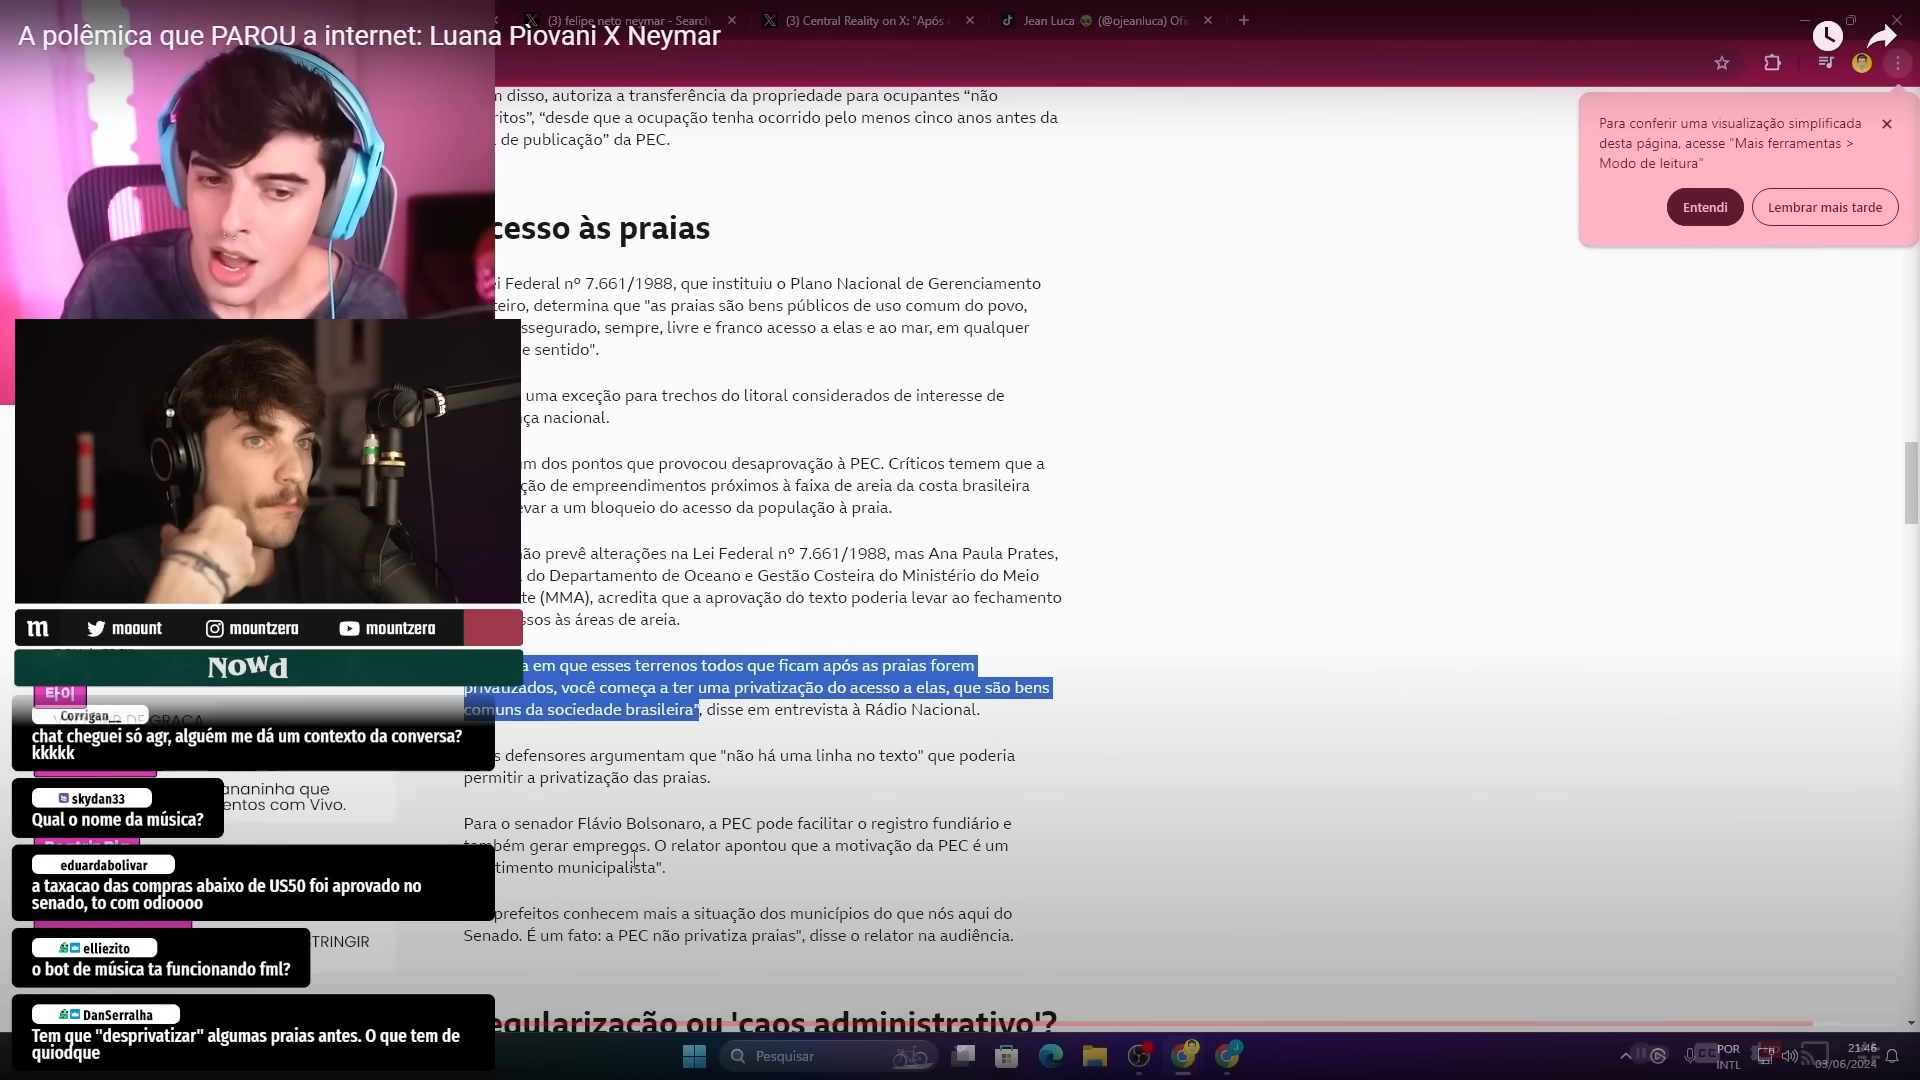 (3) felipe neto neymar - Search
(3) Central Reality on X: "Após
Jean Luca (@ojeanluca) Ofi
A polêmica que PAROU a internet: Luana Piovani X Neymar
Para conferir uma visualização simplificada
desta página, acesse "Mais ferramentas >
Modo de leitura"
Entendi
Lembrar mais tarde
m disso, autoriza a transferência da propriedade para ocupantes “não
ritos”, “desde que a ocupação tenha ocorrido pelo menos cinco anos antes da
de publicação” da PEC.
cesso às praias
ei Federal nº 7.661/1988, que instituiu o Plano Nacional de Gerenciamento
teiro, determina que "as praias são bens públicos de uso comum do povo,
ssegurado, sempre, livre e franco acesso a elas e ao mar, em qualquer
e sentido".
uma exceção para trechos do litoral considerados de interesse de
ça nacional.
um dos pontos que provocou desaprovação à PEC. Críticos temem que a
ção de empreendimentos próximos à faixa de areia da costa brasileira
evar a um bloqueio do acesso da população à praia.
não prevê alterações na Lei Federal nº 7.661/1988, mas Ana Paula Prates,
do Departamento de Oceano e Gestão Costeira do Ministério do Meio
te (MMA), acredita que a aprovação do texto poderia levar ao fechamento
ssos às áreas de areia.
a em que esses terrenos todos que ficam após as praias forem
privatizados, você começa a ter uma privatização do acesso a elas, que são bens
comuns da sociedade brasileira”, disse em entrevista à Rádio Nacional.
s defensores argumentam que "não há uma linha no texto" que poderia
permitir a privatização das praias.
Para o senador Flávio Bolsonaro, a PEC pode facilitar o registro fundiário e
também gerar empregos. O relator apontou que a motivação da PEC é um
timento municipalista".
prefeitos conhecem mais a situação dos municípios do que nós aqui do
Senado. É um fato: a PEC não privatiza praias", disse o relator na audiência.
egularização ou 'caos administrativo'?
m
moount
mountzera
mountzera
Nowd
타이
Corrigan__
DE GRAÇA
chat cheguei só agr, alguém me dá um contexto da conversa?
kkkkk
ananinha que
entos com Vivo.
skydan33
Qual o nome da música?
eduardabolivar
a taxacao das compras abaixo de US50 foi aprovado no
senado, to com odioooo
TRINGIR
elliezito
o bot de música ta funcionando fml?
DanSerralha
Tem que "desprivatizar" algumas praias antes. O que tem de
quiodque
Pesquisar
POR
INTL
21:46
03/06/2024